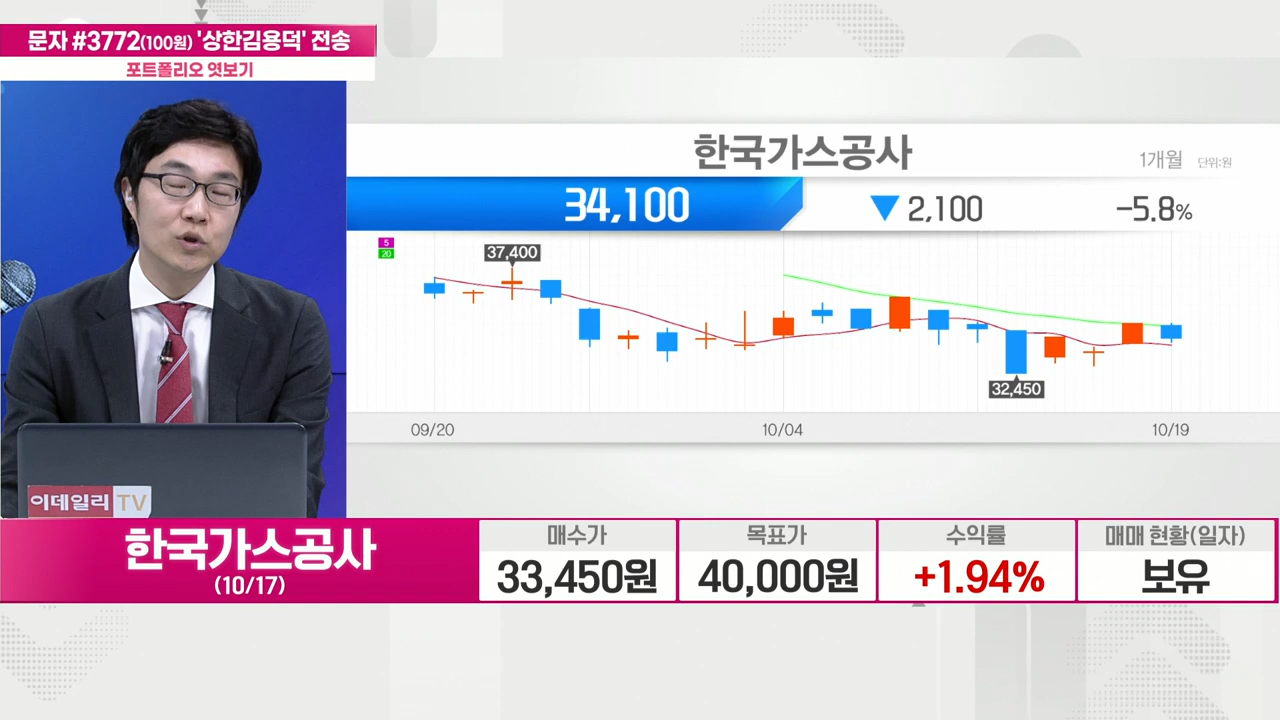 문자 #3772(100원) '상한김용덕' 전송
포트폴리오 엿보기
한국가스공사
1개월 단위:원
34,100 ▼ 2,100 -5.8%
5
20
37,400
32,450
09/20 10/04 10/19
이데일리 TV
한국가스공사
(10/17)
매수가 목표가 수익률 매매 현황(일자)
33,450원 40,000원 +1.94% 보유